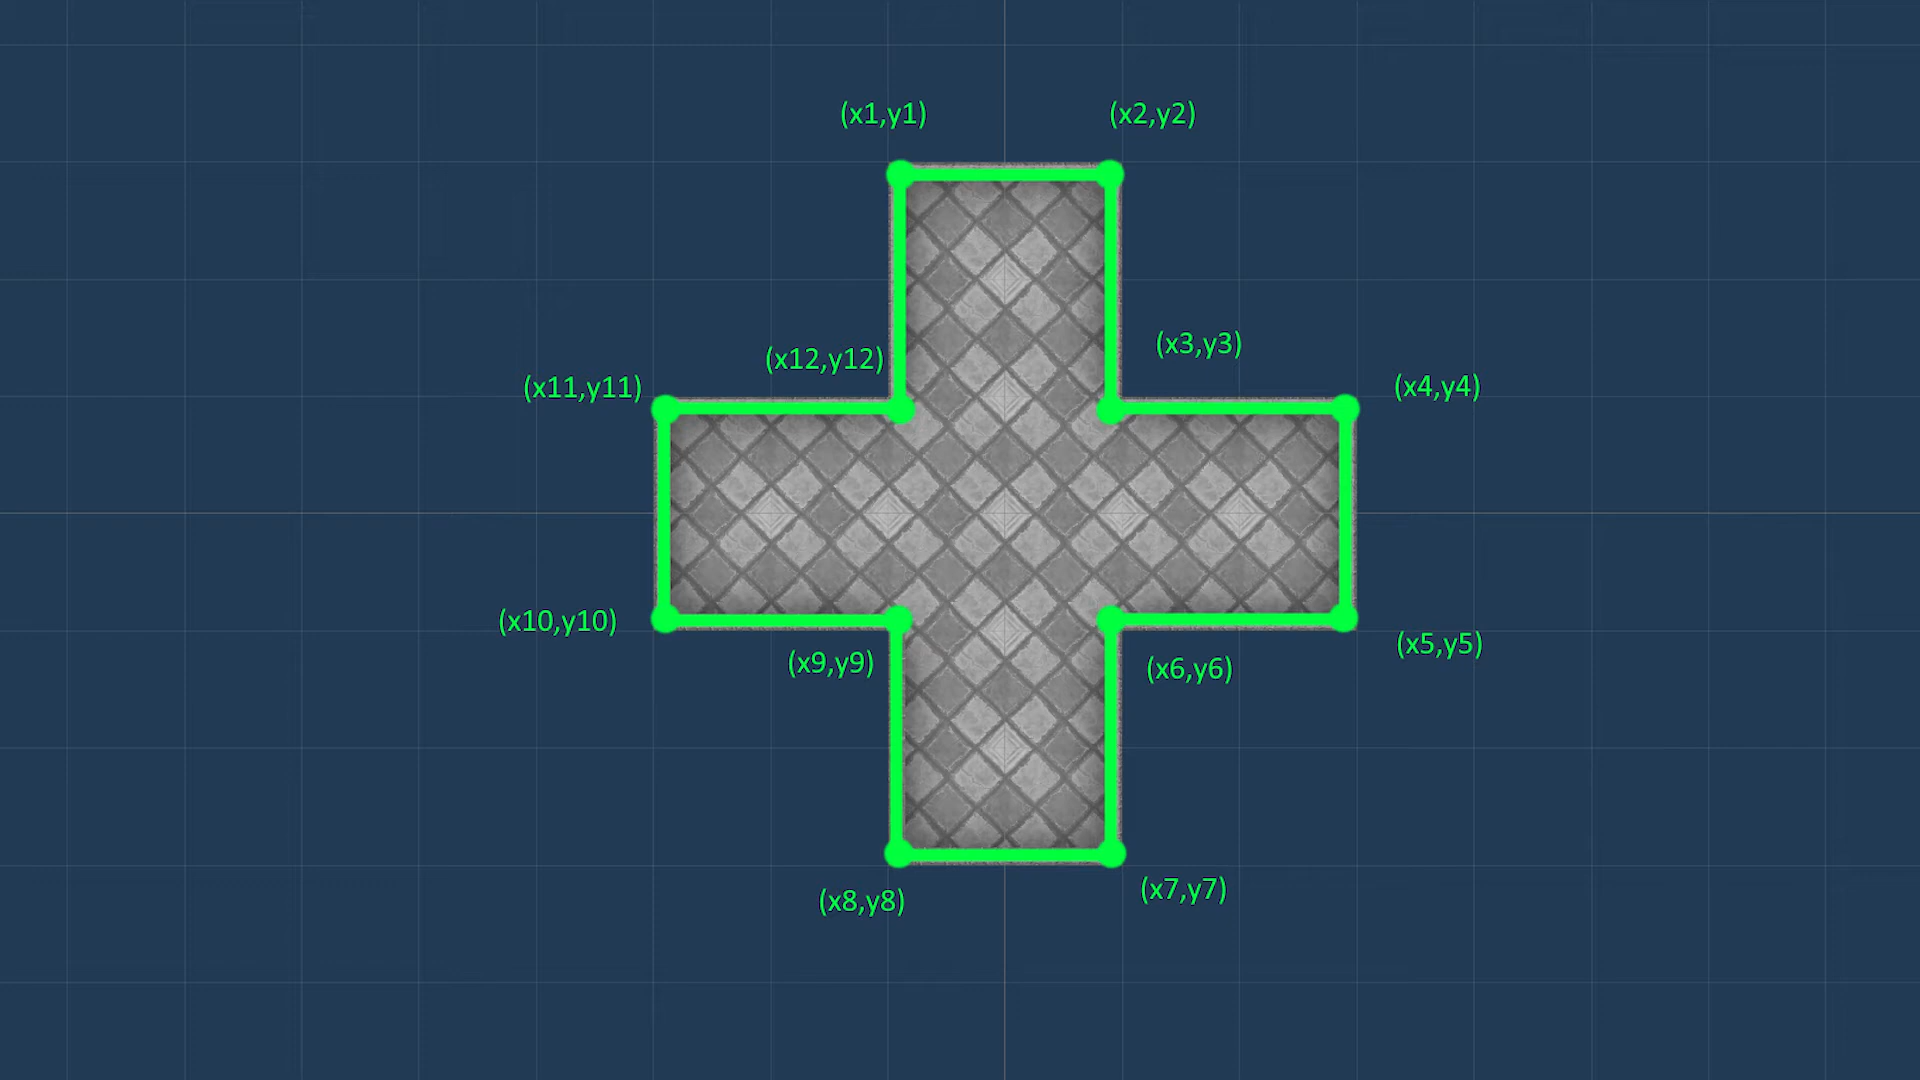 (x1,y1)
(x2,y2)
(x3,y3)
(x12,y12)
(x11,y11)
(x4,y4)
(x10,y10)
(x9,y9)
(x6,y6)
(x5,y5)
(x8,y8)
(x7,y7)